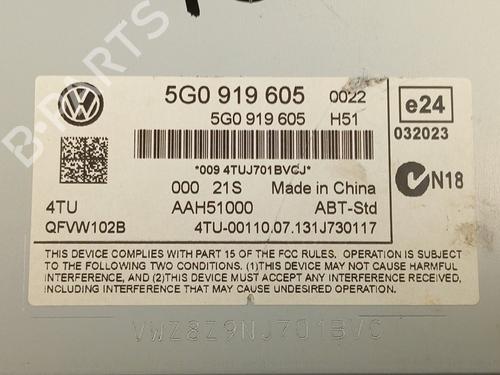 5G0 919 605 0022
5G0 919 605 H51
*009 4TUJ701BVCJ*
000 21S Made in China
4TU AAH51000 ABT-Std
QFVW102B 4TU-00110.07.131J730117
e24
032023
N18
THIS DEVICE COMPLIES WITH PART 15 OF THE FCC RULES. OPERATION IS SUBJECT
TO THE FOLLOWING TWO CONDITIONS. (1)THIS DEVICE MAY NOT CAUSE HARMFUL
INTERFERENCE, AND (2)THIS DEVICE MUST ACCEPT ANY INTERFERENCE RECEIVED,
INCLUDING INTERFERENCE THAT MAY CAUSE UNDESIRED OPERATION.
VWZ8Z9NJ701BVC
B-PARTS